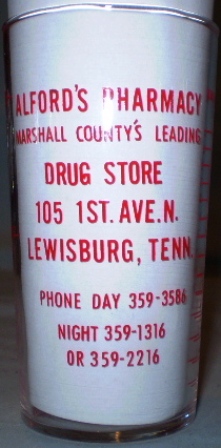 ALFORD'S PHARMACY
MARSHALL COUNTY'S LEADING
DRUG STORE
105 1ST. AVE. N.
LEWISBURG, TENN.
PHONE DAY 359-3586
NIGHT 359-1316
OR 359-2216